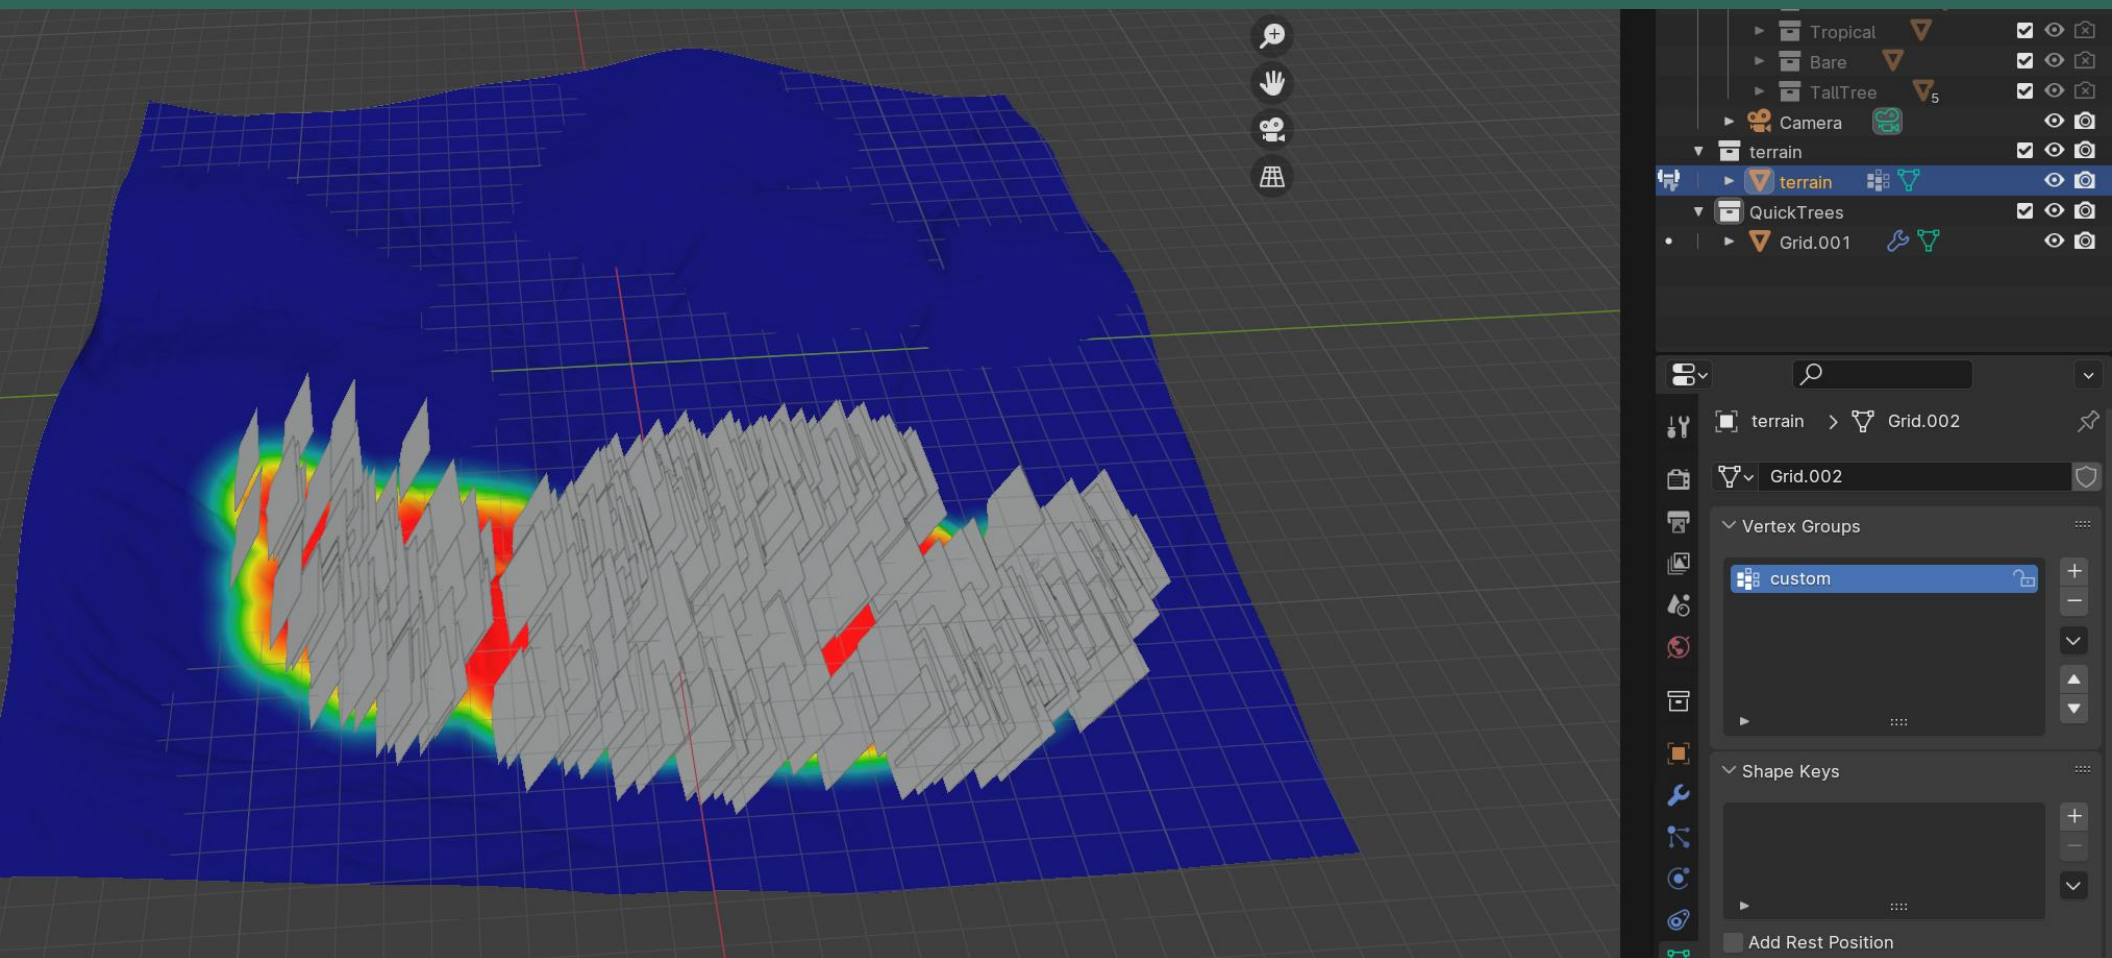 Tropical
Bare
TallTree 5
Camera
terrain
terrain
QuickTrees
Grid.001
terrain > Grid.002
Grid.002
Vertex Groups
custom
Shape Keys
Add Rest Position